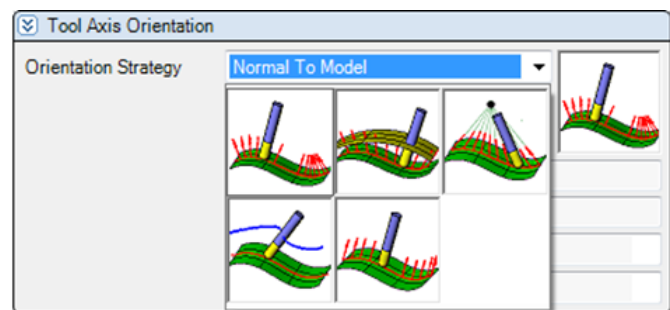 Tool Axis Orientation
Orientation Strategy
Normal To Model